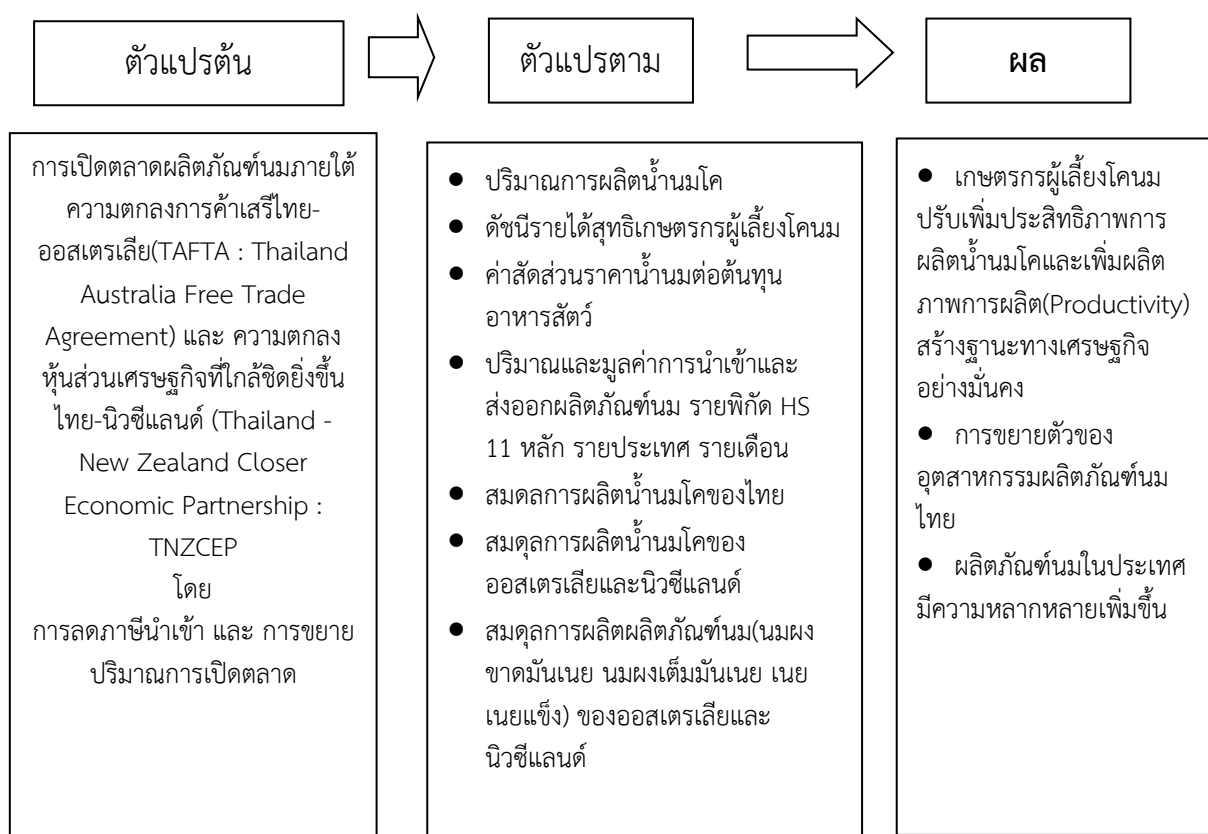 ตัวแปรต้น
ตัวแปรตาม
ผล
การเปิดตลาดผลิตภัณฑ์นมภายใต้
ความตกลงการค้าเสรีไทย-
ออสเตรเลีย(TAFTA : Thailand
Australia Free Trade
Agreement) และ ความตกลง
หุ้นส่วนเศรษฐกิจที่ใกล้ชิดยิ่งขึ้น
ไทย-นิวซีแลนด์ (Thailand -
New Zealand Closer
Economic Partnership :
TNZCEP
โดย
การลดภาษีนำเข้า และ การขยาย
ปริมาณการเปิดตลาด
● ปริมาณการผลิตน้ำนมโค
● ดัชนีรายได้สุทธิเกษตรกรผู้เลี้ยงโคนม
● ค่าสัดส่วนราคาน้ำนมต่อต้นทุน
อาหารสัตว์
● ปริมาณและมูลค่าการนำเข้าและ
ส่งออกผลิตภัณฑ์นม รายพิกัด HS
11 หลัก รายประเทศ รายเดือน
● สมดลการผลิตน้ำนมโคของไทย
● สมดุลการผลิตน้ำนมโคของ
ออสเตรเลียและนิวซีแลนด์
● สมดุลการผลิตผลิตภัณฑ์นม(นมผง
ขาดมันเนย นมผงเต็มมันเนย เนย
เนยแข็ง) ของออสเตรเลียและ
นิวซีแลนด์
● เกษตรกรผู้เลี้ยงโคนม
ปรับเพิ่มประสิทธิภาพการ
ผลิตน้ำนมโคและเพิ่มผลิต
ภาพการผลิต(Productivity)
สร้างฐานะทางเศรษฐกิจ
อย่างมั่นคง
● การขยายตัวของ
อุตสาหกรรมผลิตภัณฑ์นม
ไทย
● ผลิตภัณฑ์นมในประเทศ
มีความหลากหลายเพิ่มขึ้น